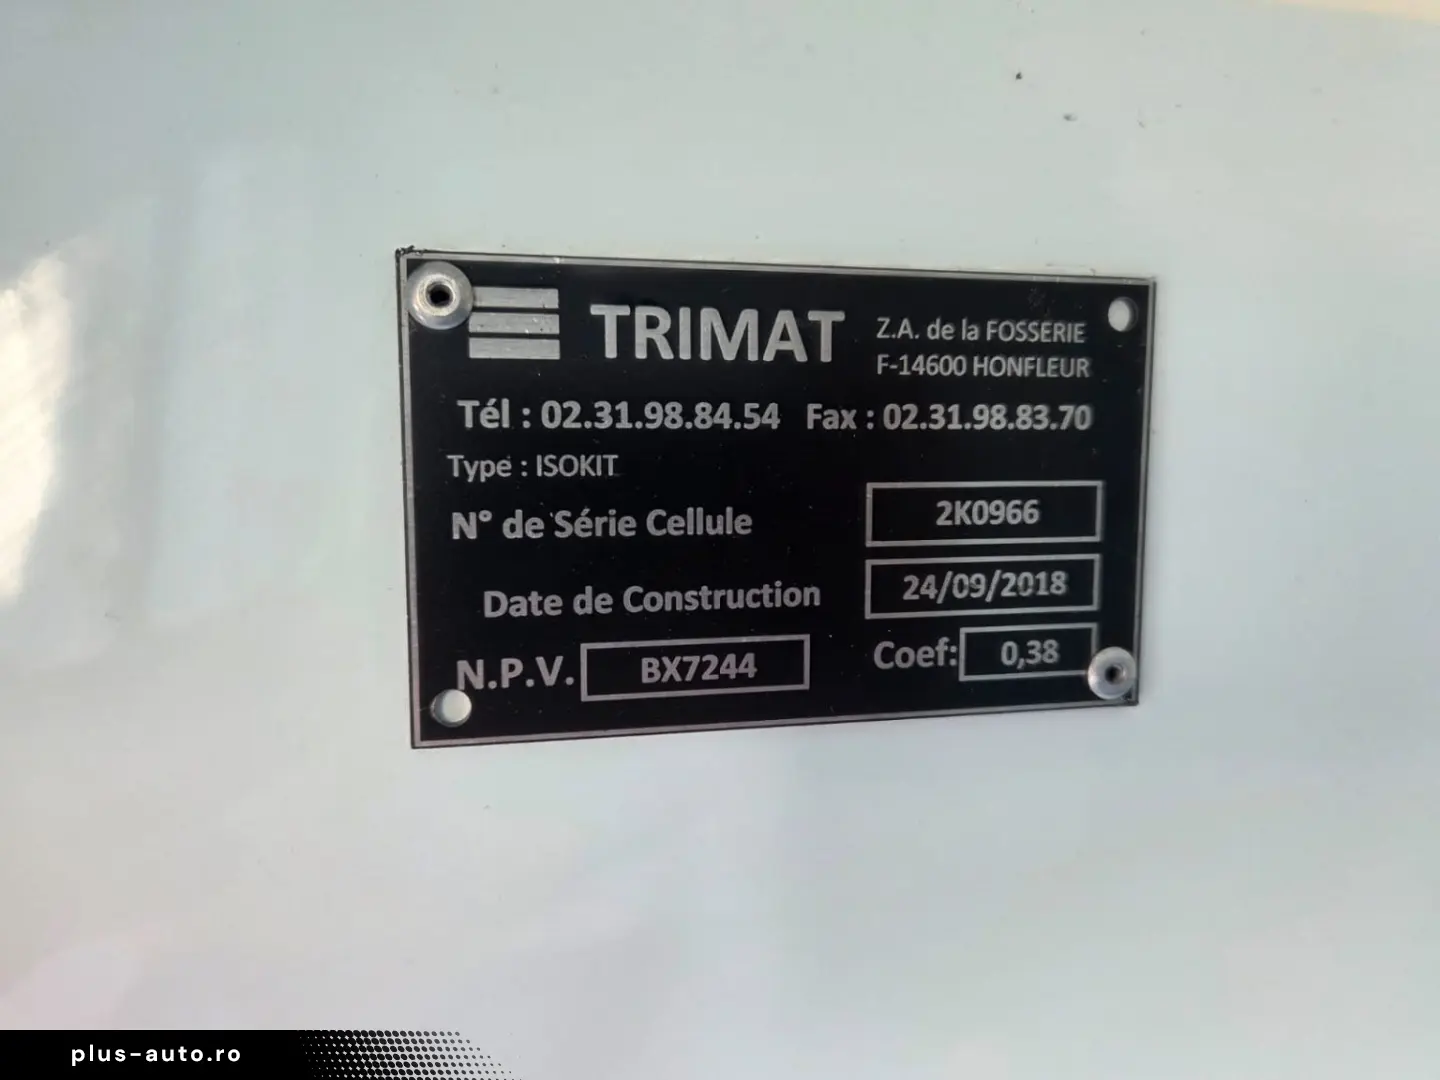 TRIMAT
Z.A. de la FOSSERIE
F-14600 HONFLEUR
Tél : 02.31.98.84.54 Fax : 02.31.98.83.70
Type : ISOKIT
N° de Série Cellule 2K0966
Date de Construction 24/09/2018
N.P.V. BX7244 Coef: 0,38
plus-auto.ro